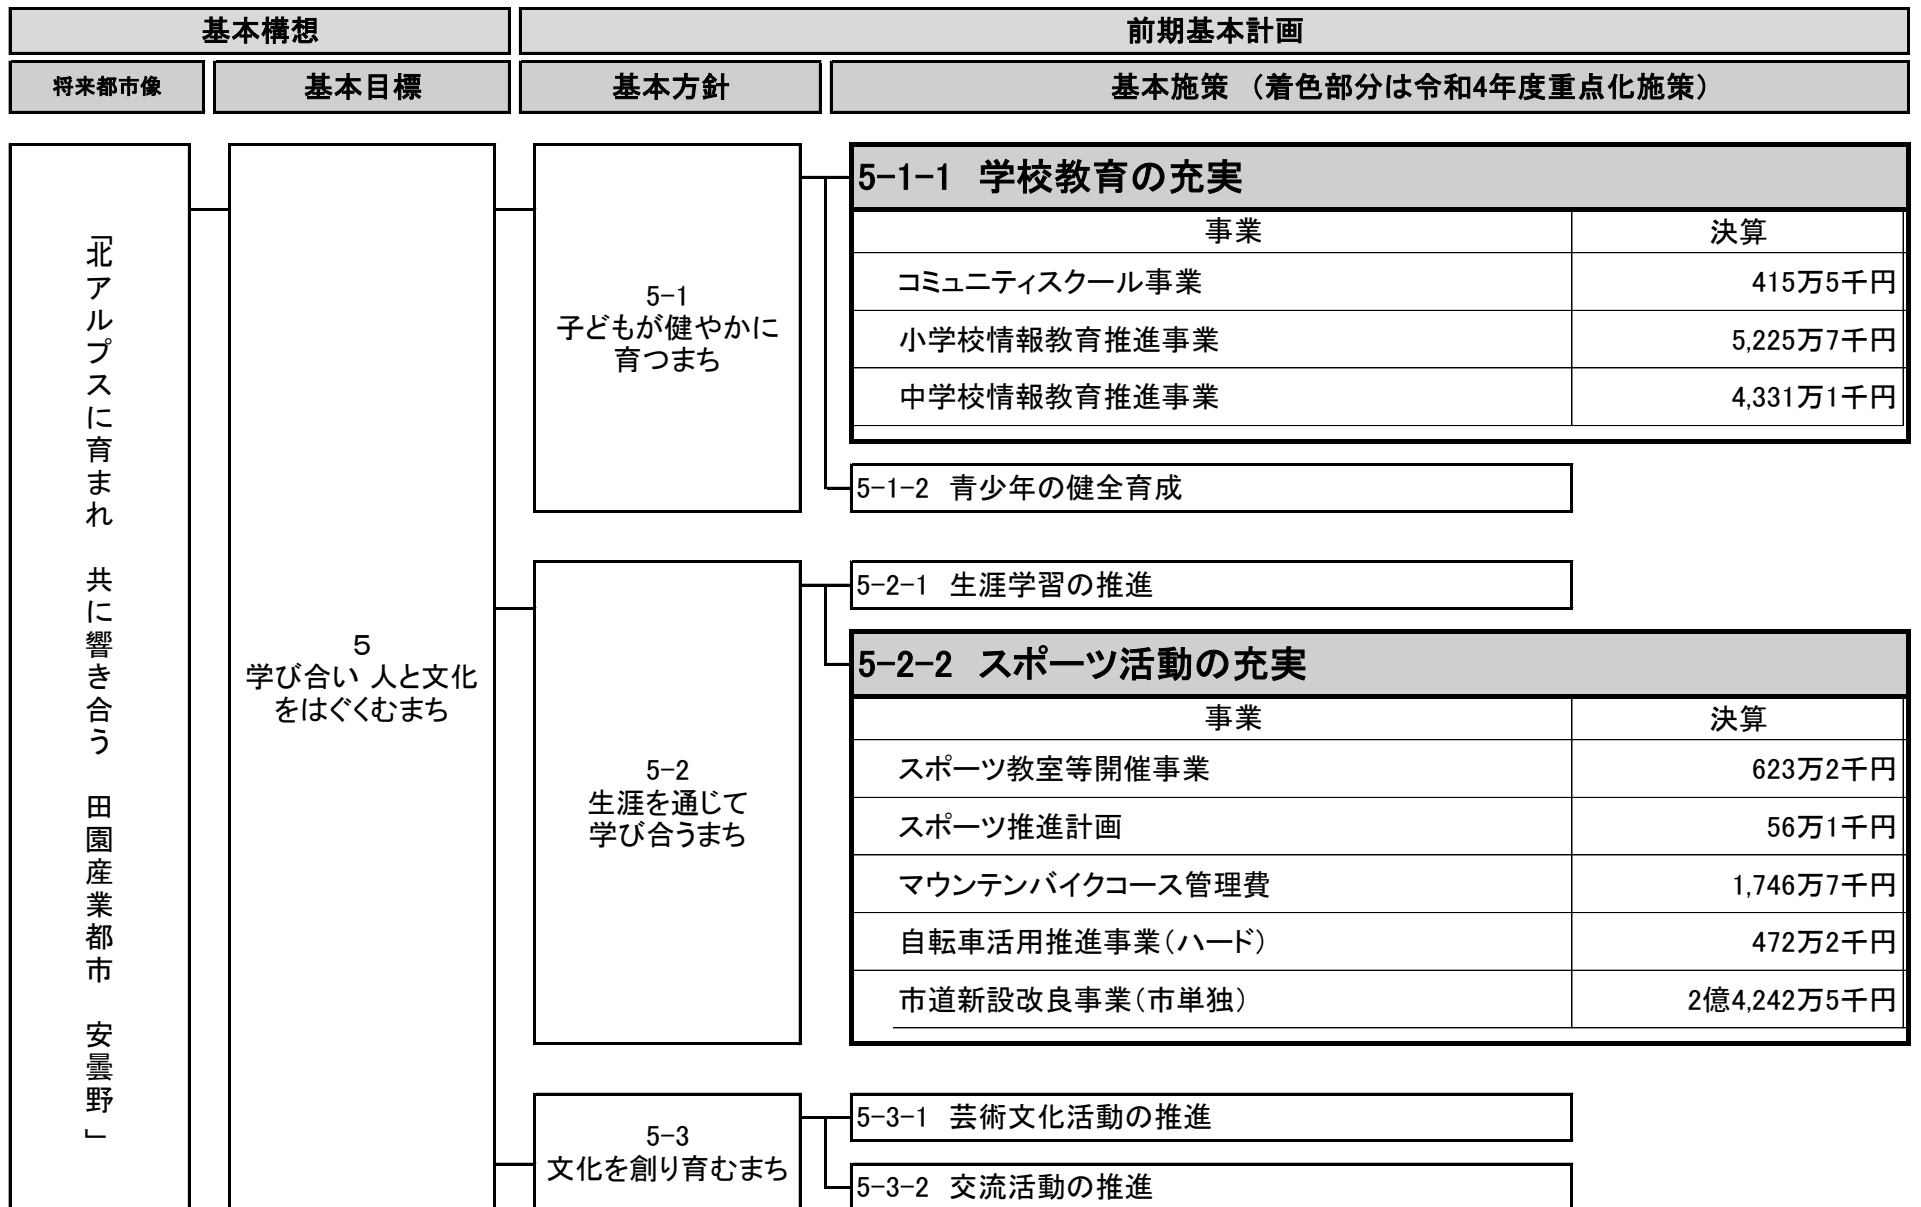 基本構想
前期基本計画
将来都市像
基本目標
基本方針
基本施策 （着色部分は令和4年度重点化施策）
「北アルプスに育まれ　共に響き合う　田園産業都市　安曇野」
5
学び合い 人と文化
をはぐくむまち
5-1
子どもが健やかに
育つまち
5-1-1 学校教育の充実
事業 決算
コミュニティスクール事業 415万5千円
小学校情報教育推進事業 5,225万7千円
中学校情報教育推進事業 4,331万1千円
5-1-2 青少年の健全育成
5-2
生涯を通じて
学び合うまち
5-2-1 生涯学習の推進
5-2-2 スポーツ活動の充実
事業 決算
スポーツ教室等開催事業 623万2千円
スポーツ推進計画 56万1千円
マウンテンバイクコース管理費 1,746万7千円
自転車活用推進事業（ハード） 472万2千円
市道新設改良事業（市単独） 2億4,242万5千円
5-3
文化を創り育むまち
5-3-1 芸術文化活動の推進
5-3-2 交流活動の推進